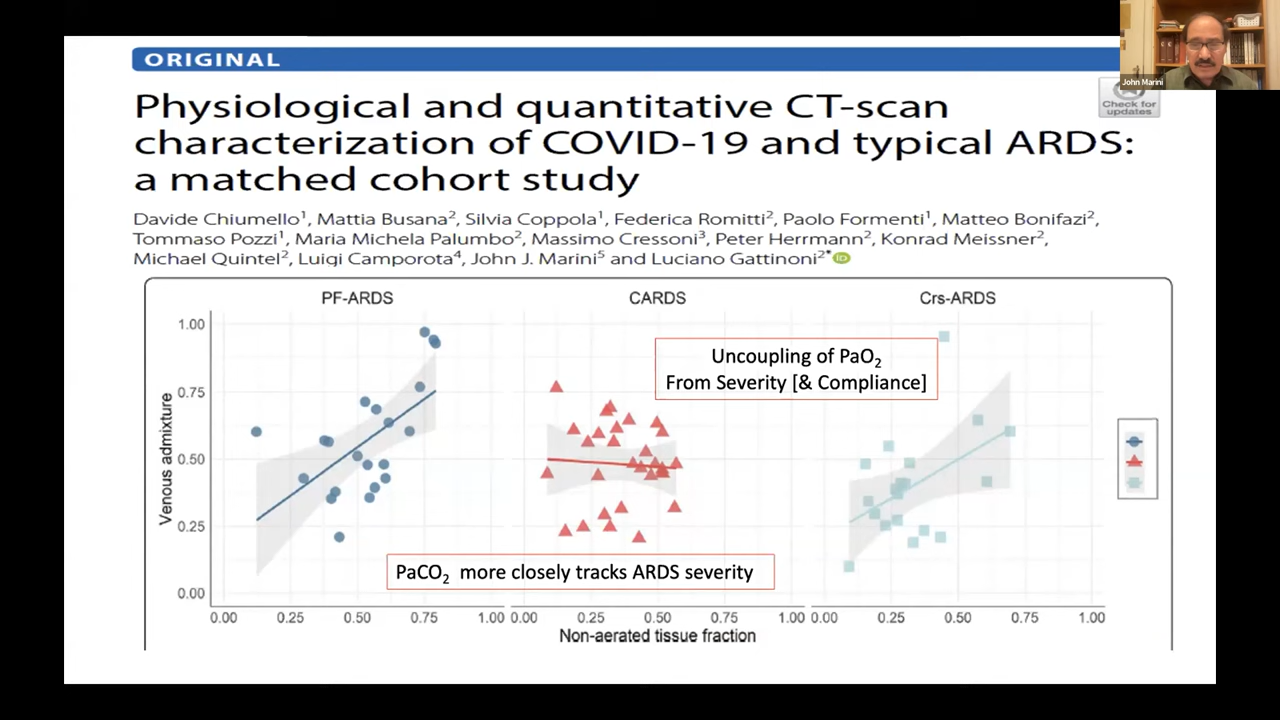 John Marini
ORIGINAL
Check for
updates
Physiological and quantitative CT-scan
characterization of COVID-19 and typical ARDS:
a matched cohort study
Davide Chiumello1, Mattia Busana2, Silvia Coppola1, Federica Romitti2, Paolo Formenti1, Matteo Bonifazi2,
Tommaso Pozzi1, Maria Michela Palumbo2, Massimo Cressoni3, Peter Herrmann2, Konrad Meissner2,
Michael Quintel2, Luigi Camporota4, John J. Marini5 and Luciano Gattinoni2* iD
PF-ARDS CARDS Crs-ARDS
Uncoupling of PaO2
From Severity [& Compliance]
Venous admixture
1.00
0.75
0.50
0.25
0.00
PaCO2 more closely tracks ARDS severity
0.00 0.25 0.50 0.75 1.00 0.00 0.25 0.50 0.75 1.00 0.00 0.25 0.50 0.75 1.00
Non-aerated tissue fraction